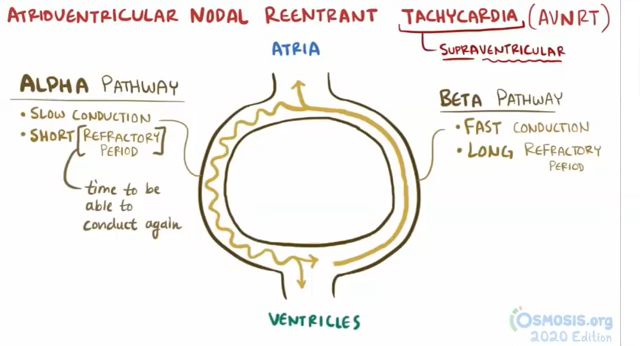 ATRIOVENTRICULAR NODAL REENTRANT TACHYCARDIA (AVNRT)
SUPRAVENTRICULAR
ATRIA
ALPHA PATHWAY
• SLOW CONDUCTION
• SHORT [REFRACTORY
PERIOD]
time to be
able to
conduct again
BETA PATHWAY
• FAST CONDUCTION
• LONG REFRACTORY
PERIOD
VENTRICLES
OSMOSIS.org
2020 Edition